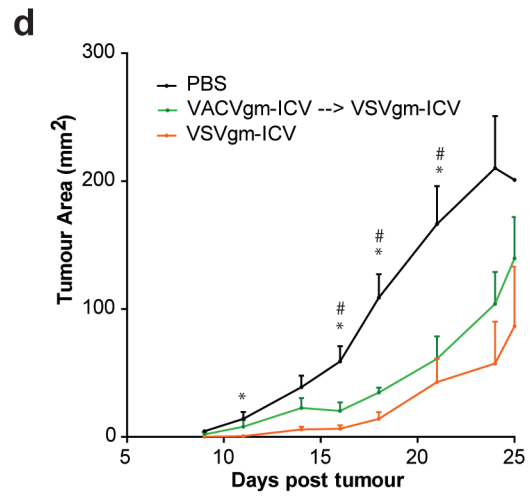 d
300
PBS
VACVgm-ICV --> VSVgm-ICV
VSVgm-ICV
Tumour Area (mm²)
200
100
0
#
*
#
*
#
*
*
5
10
15
20
25
Days post tumour